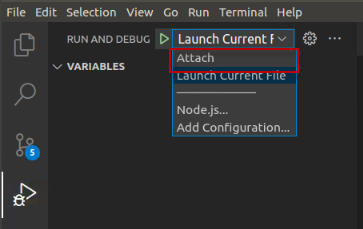 File Edit Selection View Go Run Terminal Help
RUN AND DEBUG Launch Current F
VARIABLES
Attach
Launch Current File
Node.js...
Add Configuration...
5